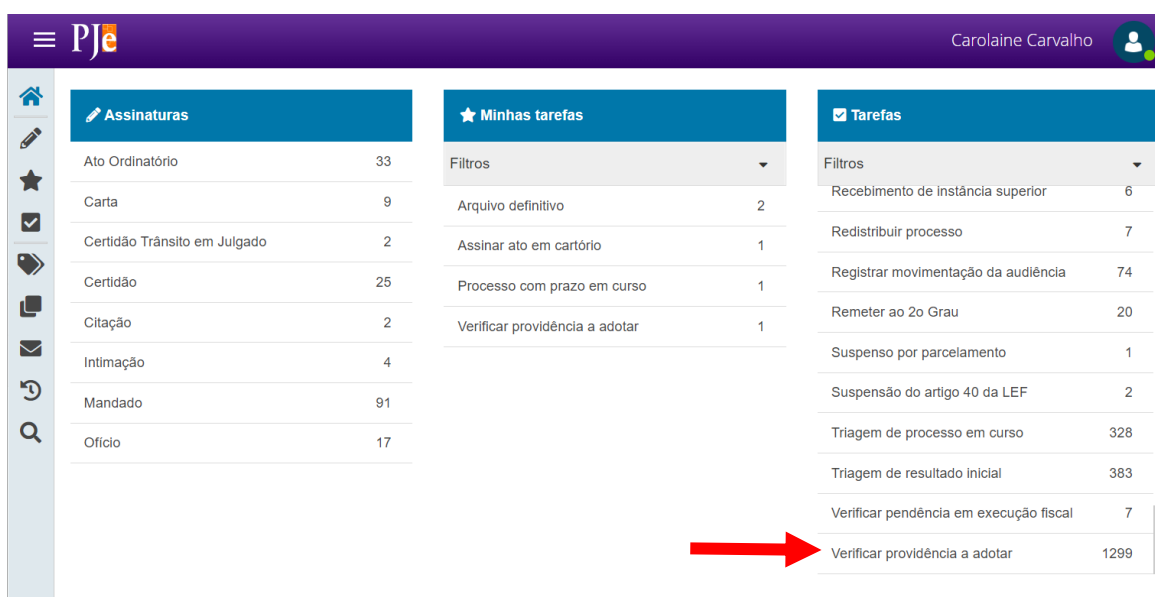 PJe
Carolaine Carvalho
Assinaturas
Ato Ordinatório 33
Carta 9
Certidão Trânsito em Julgado 2
Certidão 25
Citação 2
Intimação 4
Mandado 91
Ofício 17
Minhas tarefas
Filtros
Arquivo definitivo 2
Assinar ato em cartório 1
Processo com prazo em curso 1
Verificar providência a adotar 1
Tarefas
Filtros
Recebimento de instância superior 6
Redistribuir processo 7
Registrar movimentação da audiência 74
Remeter ao 2o Grau 20
Suspenso por parcelamento 1
Suspensão do artigo 40 da LEF 2
Triagem de processo em curso 328
Triagem de resultado inicial 383
Verificar pendência em execução fiscal 7
Verificar providência a adotar 1299